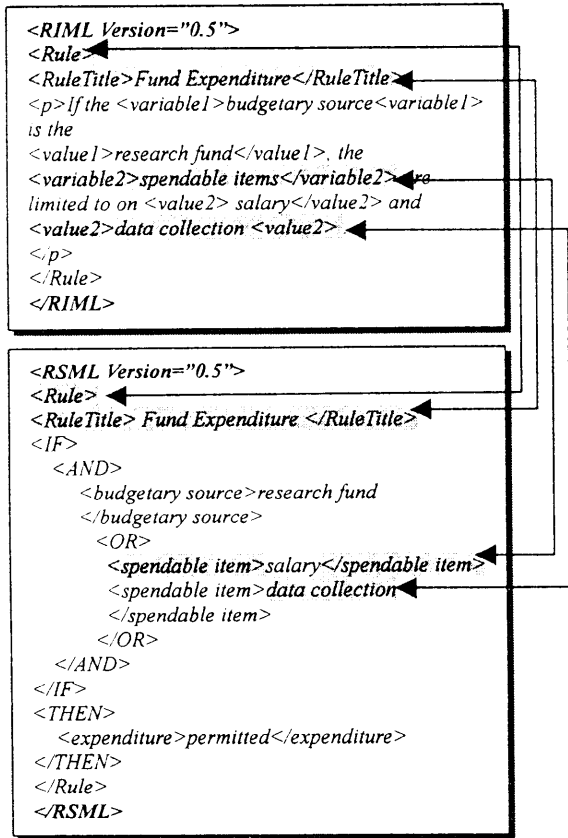 <RIML Version="0.5">
<Rule>
<RuleTitle>Fund Expenditure</RuleTitle>
<p>If the <variable1>budgetary source<variable1>
is the
<value1>research fund</value1>, the
<variable2>spendable items</variable2> are
limited to on <value2> salary</value2> and
<value2>data collection <value2>
</p>
</Rule>
</RIML>
<RSML Version="0.5">
<Rule>
<RuleTitle> Fund Expenditure </RuleTitle>
<IF>
<AND>
<budgetary source>research fund
</budgetary source>
<OR>
<spendable item>salary</spendable item>
<spendable item>data collection
</spendable item>
</OR>
</AND>
</IF>
<THEN>
<expenditure>permitted</expenditure>
</THEN>
</Rule>
</RSML>